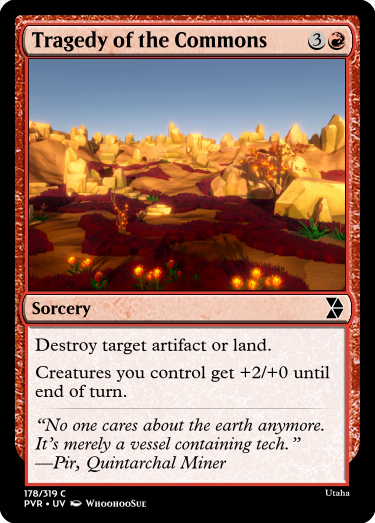 Tragedy of the Commons 3
Sorcery
Destroy target artifact or land.
Creatures you control get +2/+0 until
end of turn.
“No one cares about the earth anymore.
It's merely a vessel containing tech.”
—Pir, Quintarchal Miner
178/319 C
PVR • UV WhoohooSue
Utaha